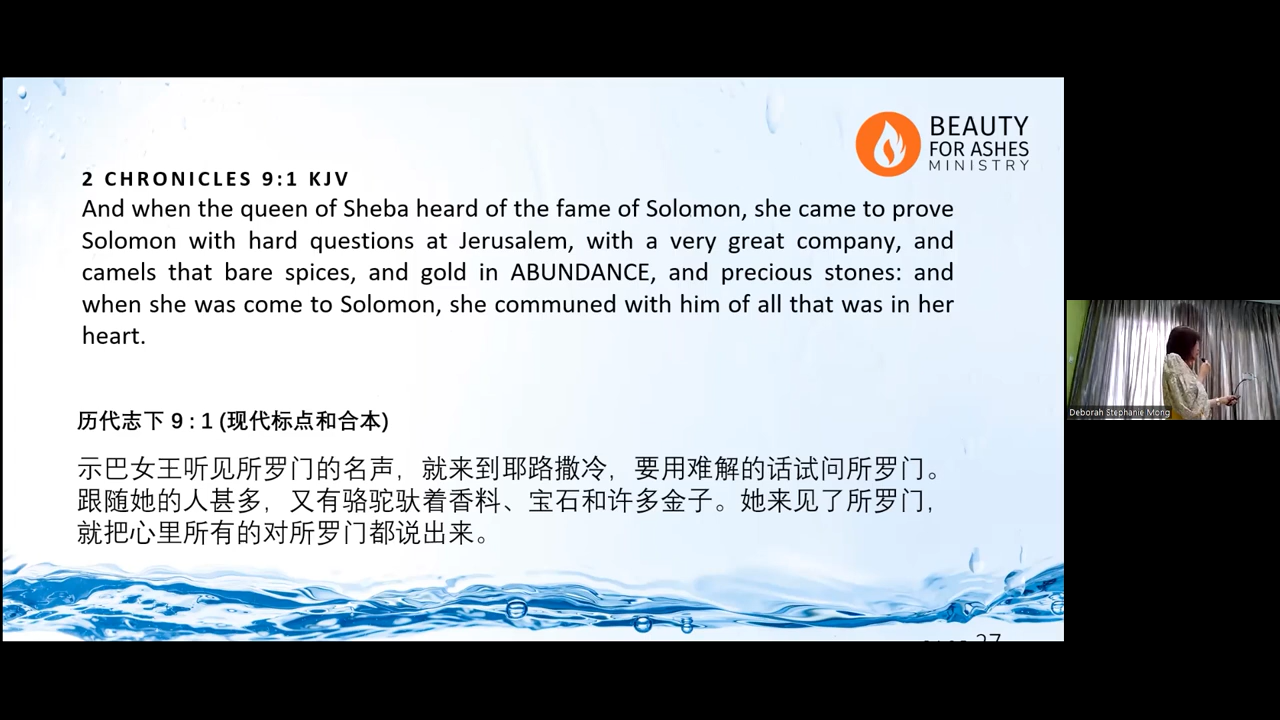 BEAUTY
FOR ASHES
MINISTRY
2 CHRONICLES 9:1 KJV
And when the queen of Sheba heard of the fame of Solomon, she came to prove
Solomon with hard questions at Jerusalem, with a very great company, and
camels that bare spices, and gold in ABUNDANCE, and precious stones: and
when she was come to Solomon, she communed with him of all that was in her
heart.
历代志下 9 : 1 (现代标点和合本)
示巴女王听见所罗门的名声，就来到耶路撒冷，要用难解的话试问所罗门。
跟随她的人甚多，又有骆驼驮着香料、宝石和许多金子。她来见了所罗门，
就把心里所有的对所罗门都说出来。
Deborah Stephanie Mong